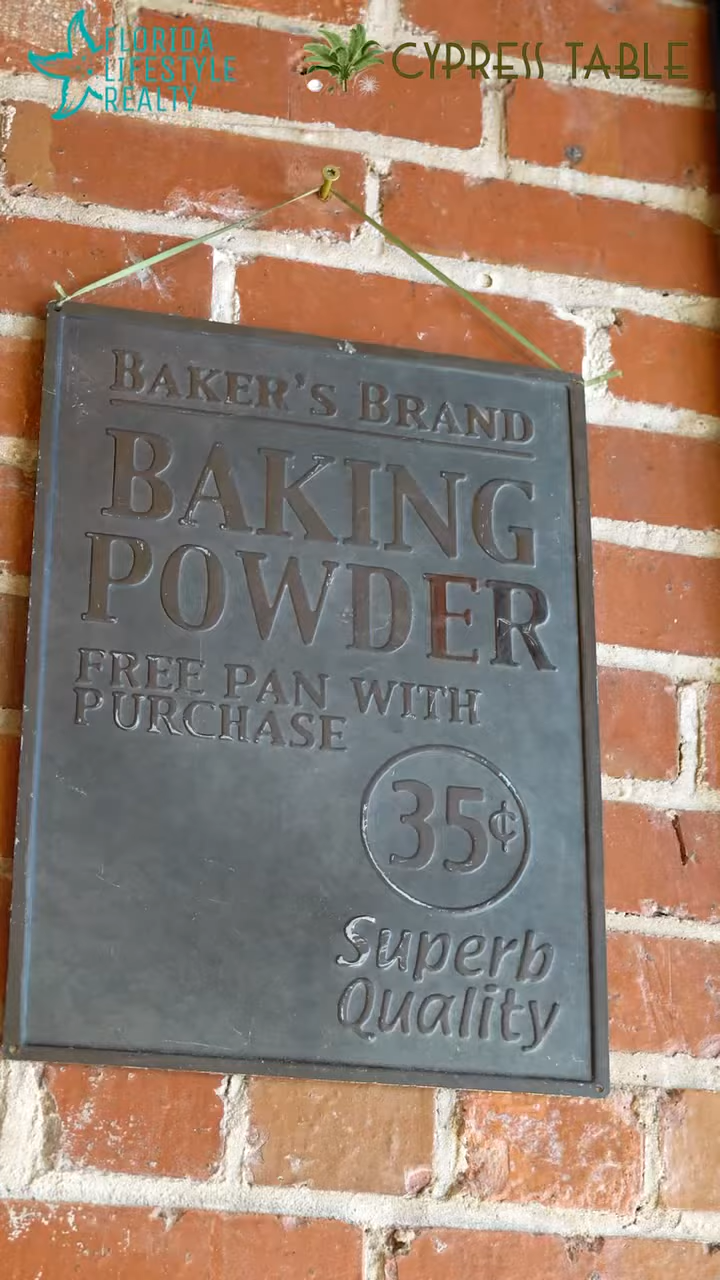 FLORIDA
LIFESTYLE
REALTY
CYPRESS TABLE
BAKER'S BRAND
BAKING
POWDER
FREE PAN WITH
PURCHASE
35¢
Superb
Quality